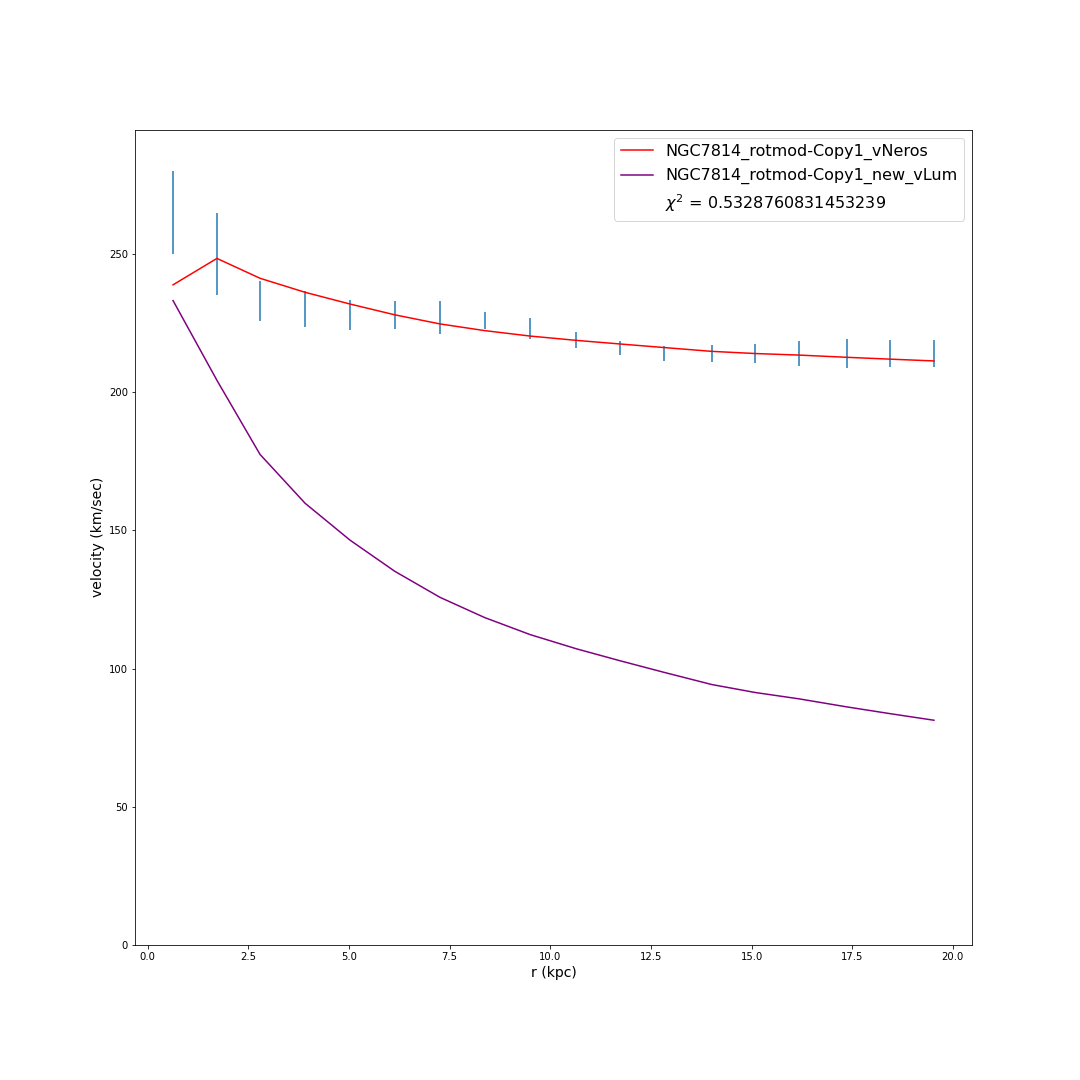 NGC7814_rotmod-Copy1_vNeros
NGC7814_rotmod-Copy1_new_vLum
χ² = 0.5328760831453239
250
200
150
100
50
0
velocity (km/sec)
0.0 2.5 5.0 7.5 10.0 12.5 15.0 17.5 20.0
r (kpc)